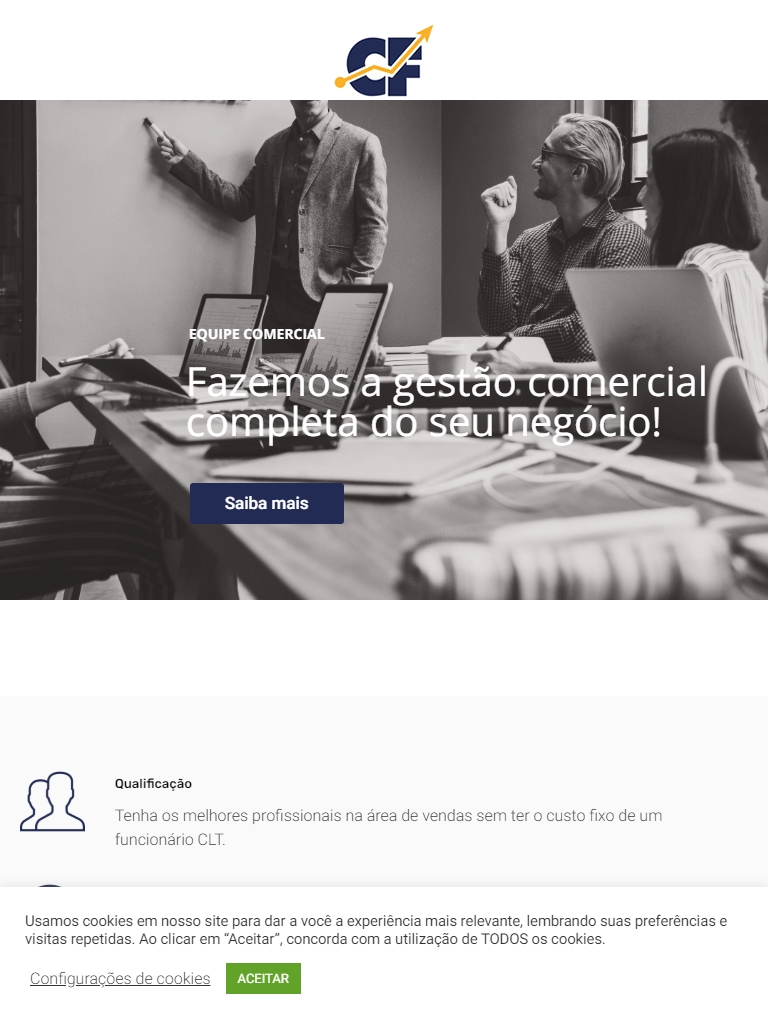 CF
EQUIPE COMERCIAL
Fazemos a gestão comercial
completa do seu negócio!
Saiba mais
Qualificação
Tenha os melhores profissionais na área de vendas sem ter o custo fixo de um
funcionário CLT.
Usamos cookies em nosso site para dar a você a experiência mais relevante, lembrando suas preferências e
visitas repetidas. Ao clicar em “Aceitar”, concorda com a utilização de TODOS os cookies.
Configurações de cookies
ACEITAR